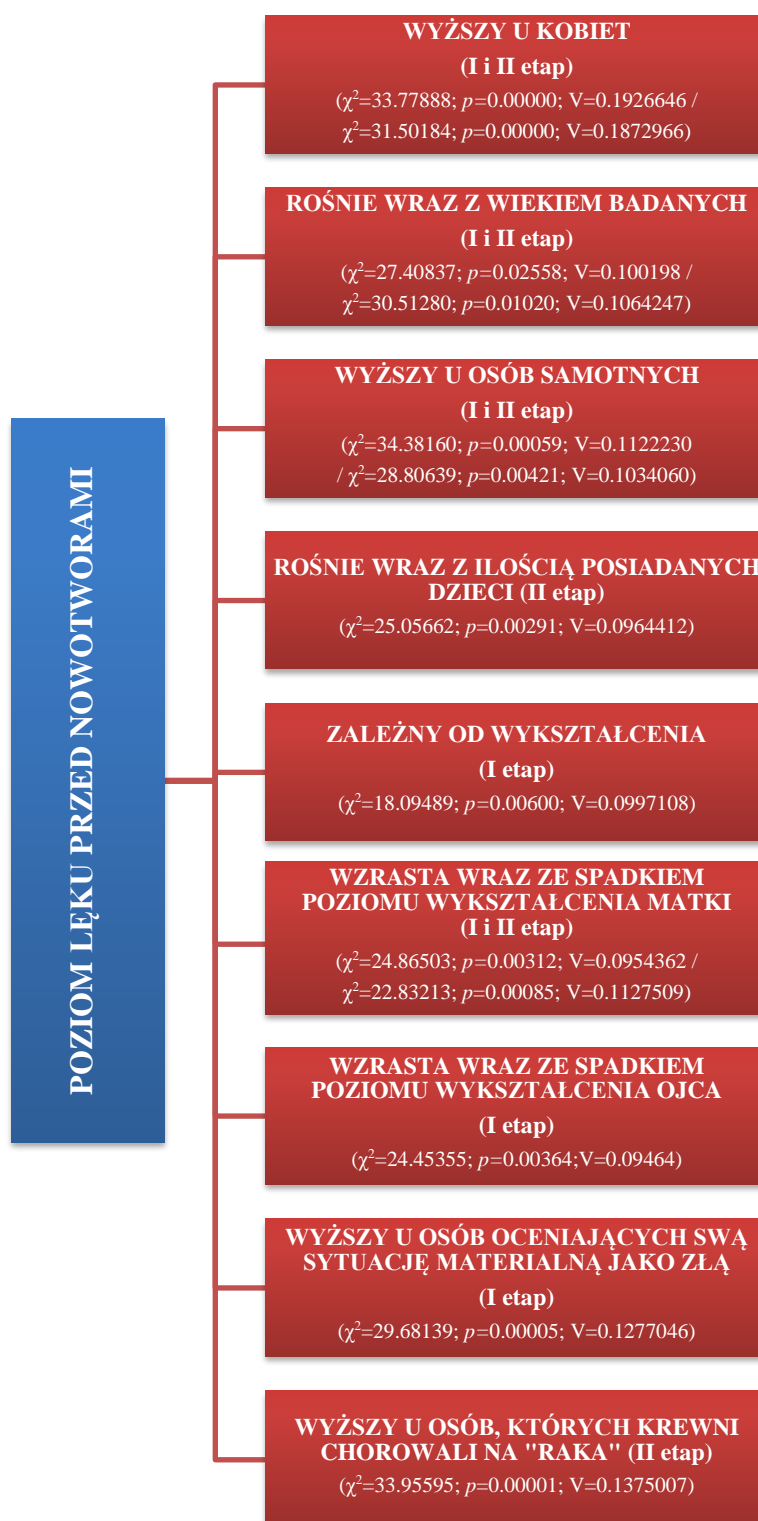 POZIOM LĘKU PRZED NOWOTWORAMI
WYŻSZY U KOBIET
(I i II etap)
(χ²=33.77888; p=0.00000; V=0.1926646 /
χ²=31.50184; p=0.00000; V=0.1872966)
ROŚNIE WRAZ Z WIEKIEM BADANYCH
(I i II etap)
(χ²=27.40837; p=0.02558; V=0.100198 /
χ²=30.51280; p=0.01020; V=0.1064247)
WYŻSZY U OSÓB SAMOTNYCH
(I i II etap)
(χ²=34.38160; p=0.00059; V=0.1122230
/ χ²=28.80639; p=0.00421; V=0.1034060)
ROŚNIE WRAZ Z ILOŚCIĄ POSIADANYCH
DZIECI (II etap)
(χ²=25.05662; p=0.00291; V=0.0964412)
ZALEŻNY OD WYKSZTAŁCENIA
(I etap)
(χ²=18.09489; p=0.00600; V=0.0997108)
WZRASTA WRAZ ZE SPADKIEM
POZIOMU WYKSZTAŁCENIA MATKI
(I i II etap)
(χ²=24.86503; p=0.00312; V=0.0954362 /
χ²=22.83213; p=0.00085; V=0.1127509)
WZRASTA WRAZ ZE SPADKIEM
POZIOMU WYKSZTAŁCENIA OJCA
(I etap)
(χ²=24.45355; p=0.00364;V=0.09464)
WYŻSZY U OSÓB OCENIAJĄCYCH SWĄ
SYTUACJĘ MATERIALNĄ JAKO ZŁĄ
(I etap)
(χ²=29.68139; p=0.00005; V=0.1277046)
WYŻSZY U OSÓB, KTÓRYCH KREWNI
CHOROWALI NA "RAKA" (II etap)
(χ²=33.95595; p=0.00001; V=0.1375007)